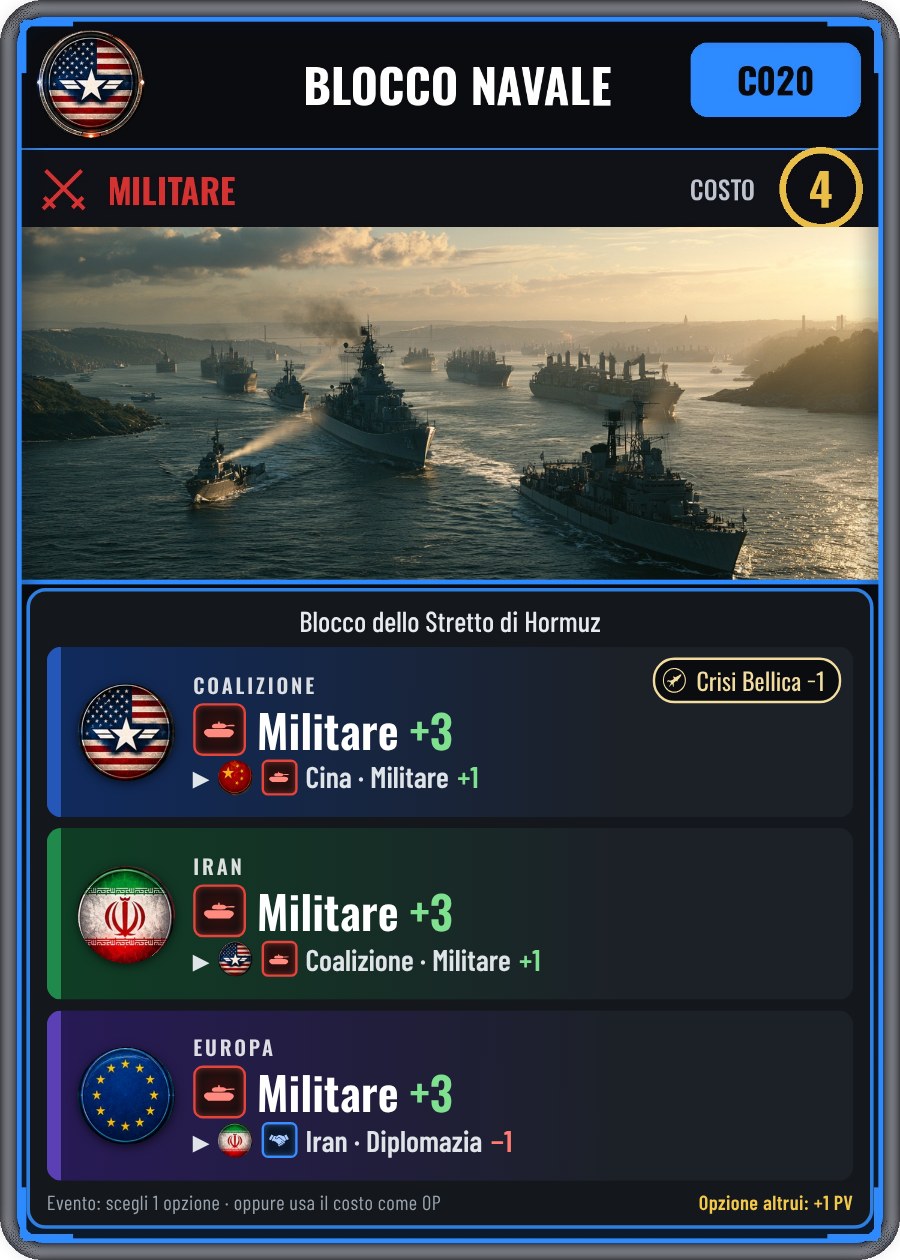 BLOCCO NAVALE
C020
MILITARE
COSTO
4
Blocco dello Stretto di Hormuz
COALIZIONE
Crisi Bellica −1
Militare +3
▶ Cina · Militare +1
IRAN
Militare +3
▶ Coalizione · Militare +1
EUROPA
Militare +3
▶ Iran · Diplomazia −1
Evento: scegli 1 opzione · oppure usa il costo come OP
Opzione altrui: +1 PV